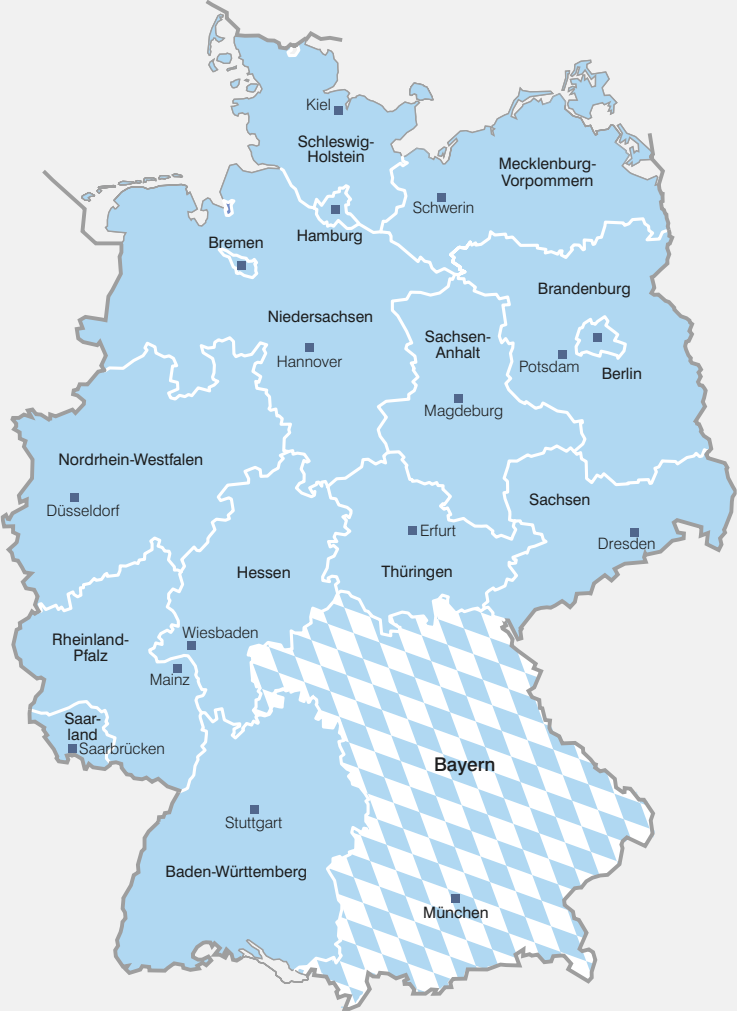 Kiel
Schleswig-
Holstein
Mecklenburg-
Vorpommern
Schwerin
Hamburg
Bremen
Brandenburg
Niedersachsen
Sachsen-
Anhalt
Hannover
Potsdam
Berlin
Magdeburg
Nordrhein-Westfalen
Düsseldorf
Sachsen
Erfurt
Dresden
Hessen
Thüringen
Rheinland-
Pfalz
Wiesbaden
Mainz
Saar-
land
Saarbrücken
Bayern
Stuttgart
Baden-Württemberg
München